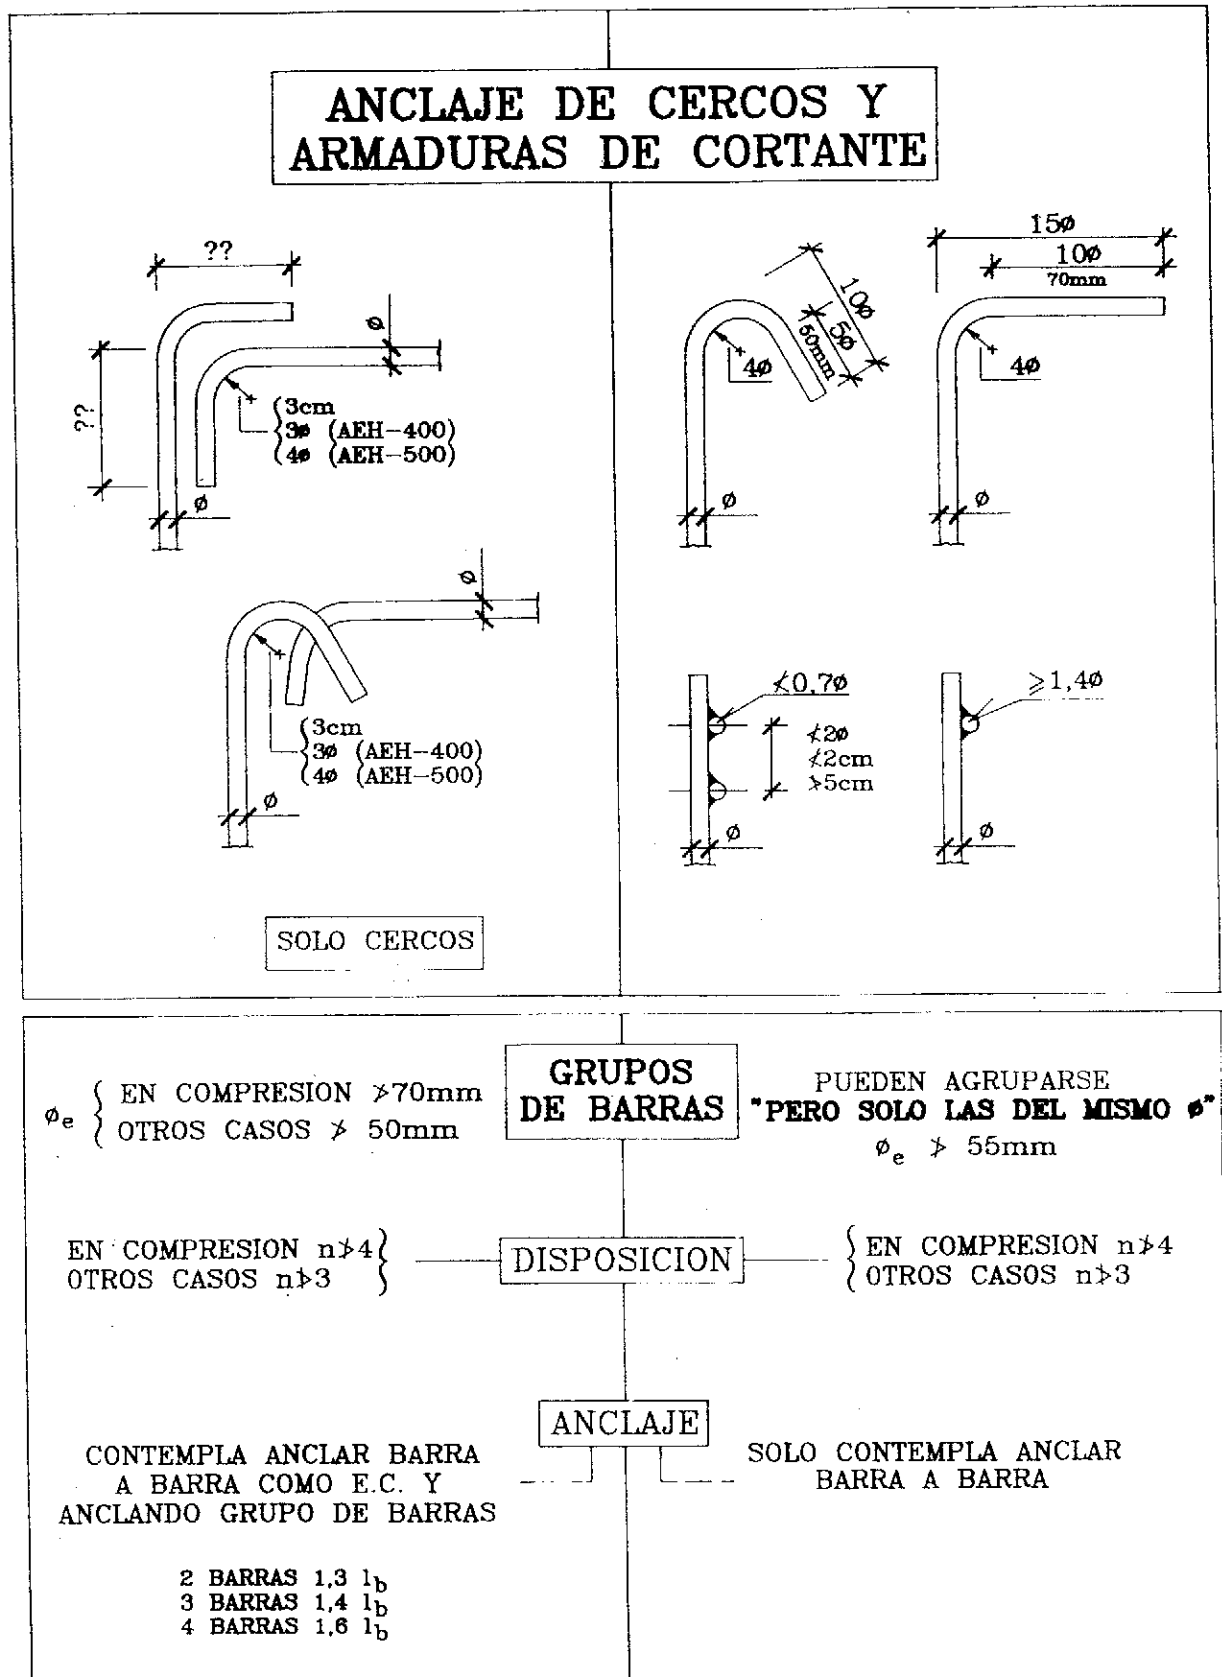 ANCLAJE DE CERCOS Y
ARMADURAS DE CORTANTE
??
??
ø
3cm
3ø (AEH-400)
4ø (AEH-500)
ø
ø
3cm
3ø (AEH-400)
4ø (AEH-500)
ø
SOLO CERCOS
10ø
5ø
50mm
4ø
ø
15ø
10ø
70mm
4ø
ø
≮0,7ø
≮2ø
≮2cm
≯5cm
ø
⩾1,4ø
ø
GRUPOS
DE BARRAS
øe { EN COMPRESION ≯70mm
OTROS CASOS ≯ 50mm
PUEDEN AGRUPARSE
"PERO SOLO LAS DEL MISMO ø"
øe ≯ 55mm
EN COMPRESION n≯4
OTROS CASOS n≯3
DISPOSICION
EN COMPRESION n≯4
OTROS CASOS n≯3
ANCLAJE
CONTEMPLA ANCLAR BARRA
A BARRA COMO E.C. Y
ANCLANDO GRUPO DE BARRAS
2 BARRAS 1,3 lb
3 BARRAS 1,4 lb
4 BARRAS 1,6 lb
SOLO CONTEMPLA ANCLAR
BARRA A BARRA